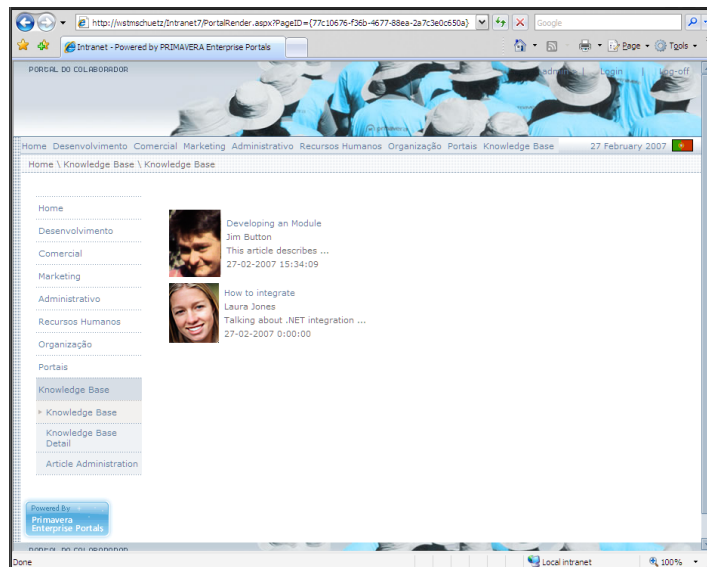 http://wstmschuetz/Intranet7/PortalRender.aspx?PageID={77c10676-f36b-4677-88ea-2a7c3e0c650a}
Google
Intranet - Powered by PRIMAVERA Enterprise Portals
Page
Tools
PORTAL DO COLABORADOR
admin | Login | Log-off
Home Desenvolvimento Comercial Marketing Administrativo Recursos Humanos Organização Portais Knowledge Base 27 February 2007
Home \ Knowledge Base \ Knowledge Base
Home
Desenvolvimento
Comercial
Marketing
Administrativo
Recursos Humanos
Organização
Portais
Knowledge Base
Knowledge Base
Knowledge Base
Detail
Article Administration
Developing an Module
Jim Button
This article describes ...
27-02-2007 15:34:09
How to integrate
Laura Jones
Talking about .NET integration ...
27-02-2007 0:00:00
Powered By
Primavera
Enterprise Portals
PORTAL DO COLABORADOR
Done
Local intranet
100%